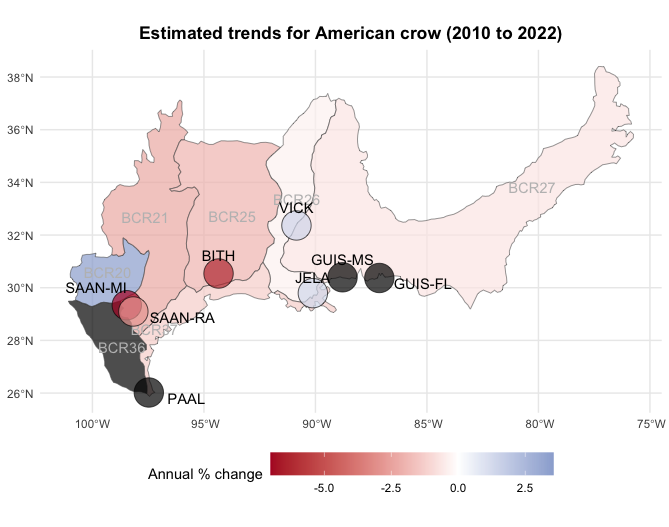 Estimated trends for American crow (2010 to 2022)
38°N
36°N
34°N
32°N
30°N
28°N
26°N
BCR27
BCR26
VICK
BCR21
BCR25
BITH
GUIS-MS
BCR20
JELA
GUIS-FL
SAAN-MI
SAAN-RA
BCR37
BCR36
PAAL
100°W
95°W
90°W
85°W
80°W
75°W
Annual % change
-5.0
-2.5
0.0
2.5